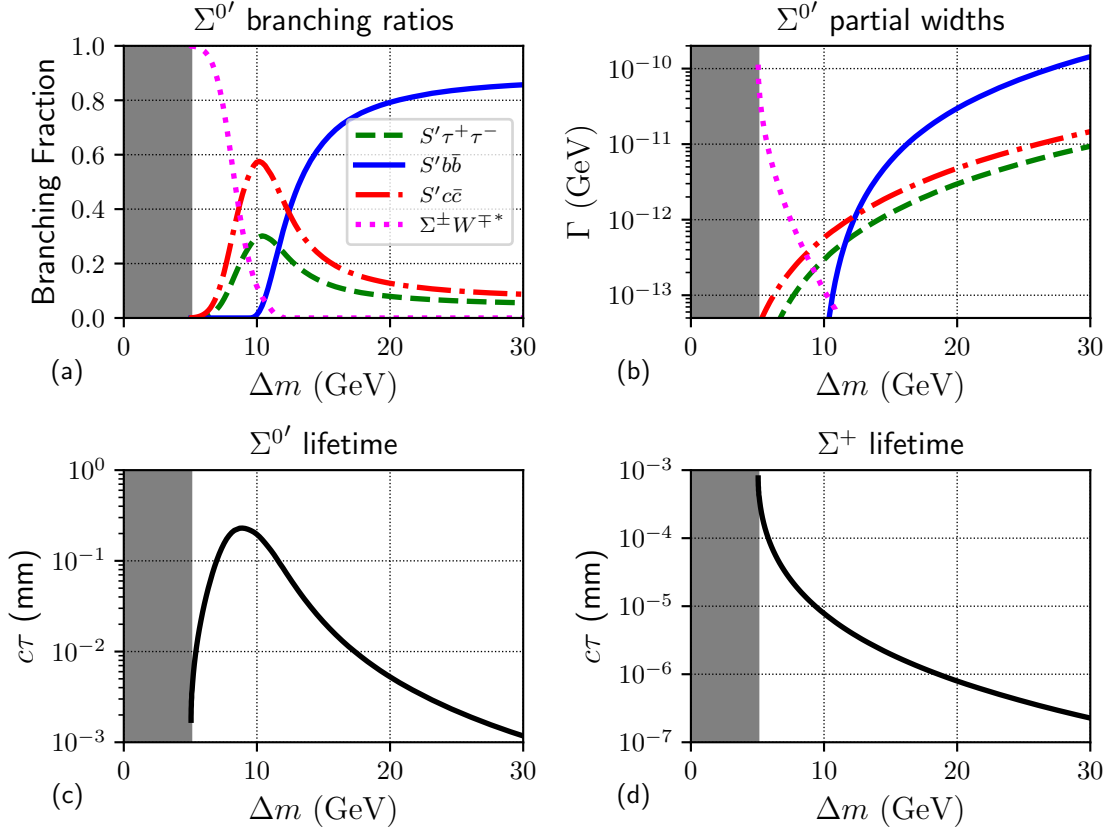 Σ⁰′ branching ratios
Branching Fraction
1.0
0.8
0.6
0.4
0.2
0.0
S′τ⁺τ⁻
S′bb̄
S′cc̄
Σ^±W^∓*
0 10 20 30
(a)
Δm (GeV)
Σ⁰′ partial widths
Γ (GeV)
10⁻¹⁰
10⁻¹¹
10⁻¹²
10⁻¹³
0 10 20 30
(b)
Δm (GeV)
Σ⁰′ lifetime
cτ (mm)
10⁰
10⁻¹
10⁻²
10⁻³
0 10 20 30
(c)
Δm (GeV)
Σ⁺ lifetime
cτ (mm)
10⁻³
10⁻⁴
10⁻⁵
10⁻⁶
10⁻⁷
0 10 20 30
(d)
Δm (GeV)